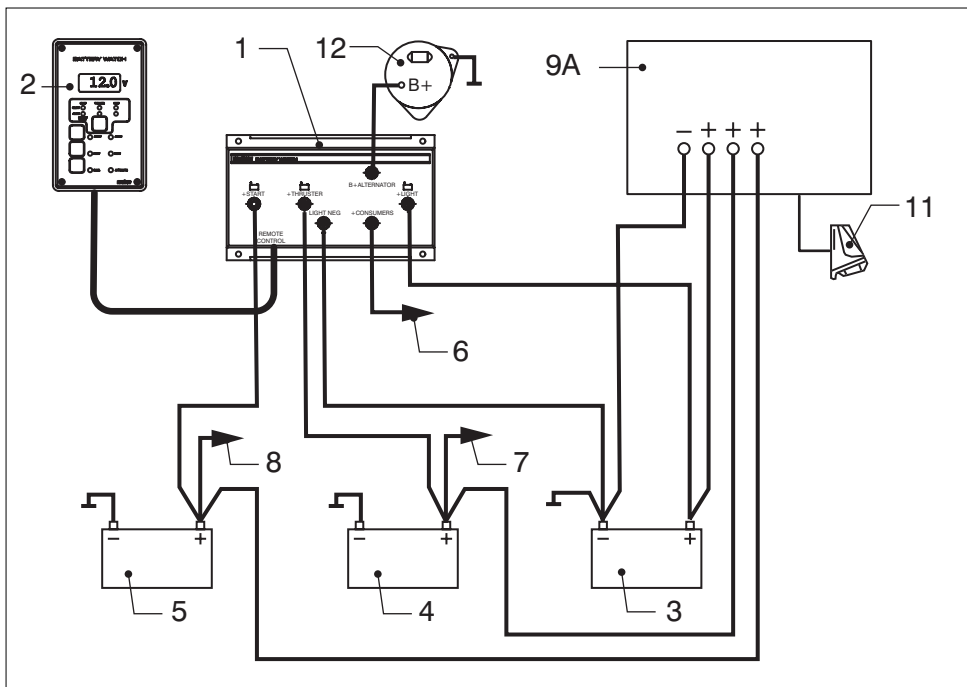 1
12
9A
2
BATTERY WATCH
12.0 V
B+
− + + +
B+ALTERNATOR
+START
+THRUSTER
+LIGHT
LIGHT NEG
+CONSUMERS
REMOTE
CONTROL
11
6
8
7
− +
− +
− +
5
4
3